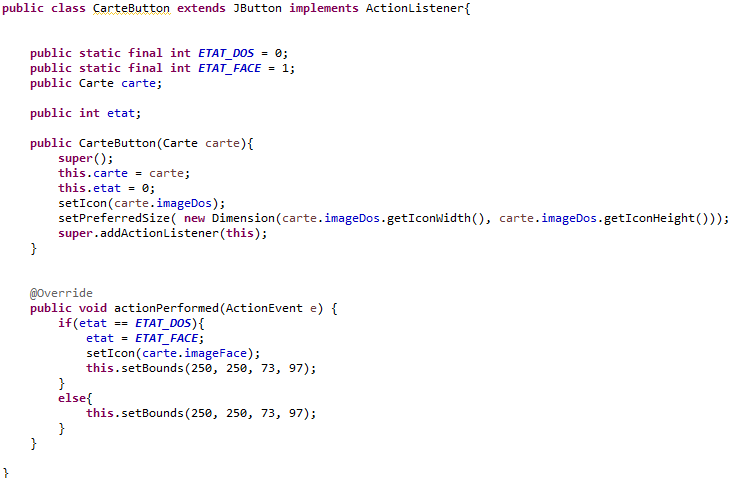 public class CarteButton extends JButton implements ActionListener{
public static final int ETAT_DOS = 0;
public static final int ETAT_FACE = 1;
public Carte carte;
public int etat;
public CarteButton(Carte carte){
super();
this.carte = carte;
this.etat = 0;
setIcon(carte.imageDos);
setPreferredSize( new Dimension(carte.imageDos.getIconWidth(), carte.imageDos.getIconHeight()));
super.addActionListener(this);
}
@Override
public void actionPerformed(ActionEvent e) {
if(etat == ETAT_DOS){
etat = ETAT_FACE;
setIcon(carte.imageFace);
this.setBounds(250, 250, 73, 97);
}
else{
this.setBounds(250, 250, 73, 97);
}
}
}